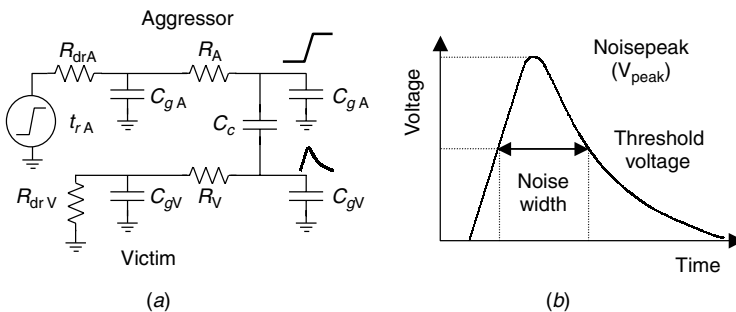 Aggressor
R_drA
R_A
C_gA
C_gA
t_rA
C_c
R_drV
C_gV
R_V
C_gV
Victim
(a)
Voltage
Noisepeak
(V_peak)
Threshold
voltage
Noise
width
Time
(b)